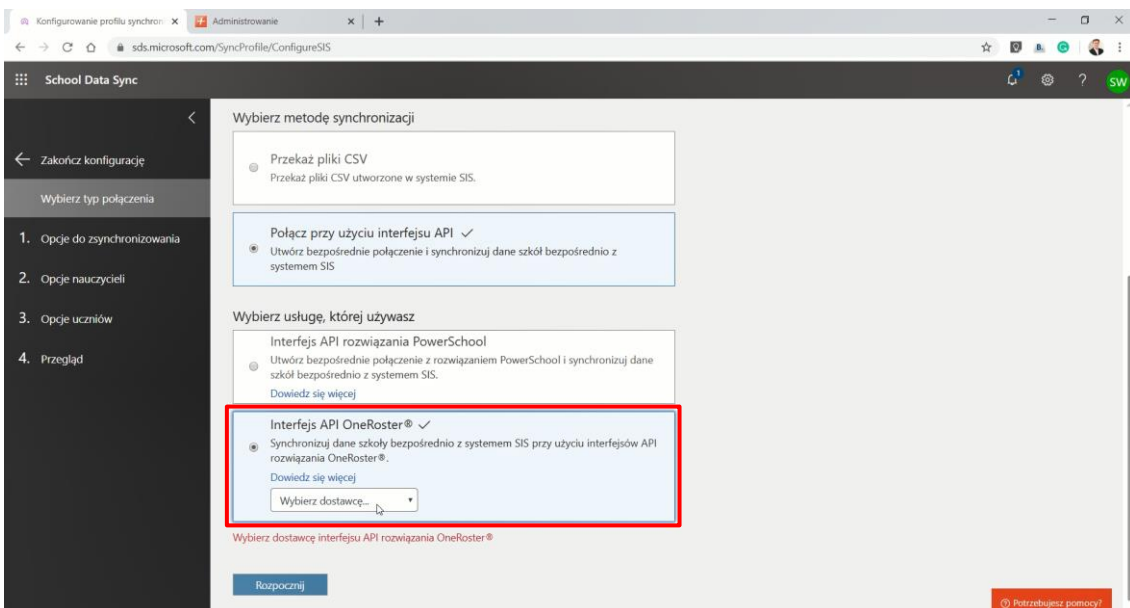 Konfigurowanie profilu synchroni
Administrowanie
sds.microsoft.com/SyncProfile/ConfigureSIS
School Data Sync
1
SW
Zakończ konfigurację
Wybierz typ połączenia
1. Opcje do zsynchronizowania
2. Opcje nauczycieli
3. Opcje uczniów
4. Przegląd
Wybierz metodę synchronizacji
Przekaż pliki CSV
Przekaż pliki CSV utworzone w systemie SIS.
Połącz przy użyciu interfejsu API
Utwórz bezpośrednie połączenie i synchronizuj dane szkół bezpośrednio z
systemem SIS
Wybierz usługę, której używasz
Interfejs API rozwiązania PowerSchool
Utwórz bezpośrednie połączenie z rozwiązaniem PowerSchool i synchronizuj dane
szkół bezpośrednio z systemem SIS.
Dowiedz się więcej
Interfejs API OneRoster®
Synchronizuj dane szkoły bezpośrednio z systemem SIS przy użyciu interfejsów API
rozwiązania OneRoster®.
Dowiedz się więcej
Wybierz dostawcę...
Wybierz dostawcę interfejsu API rozwiązania OneRoster®
Rozpocznij
Potrzebujesz pomocy?